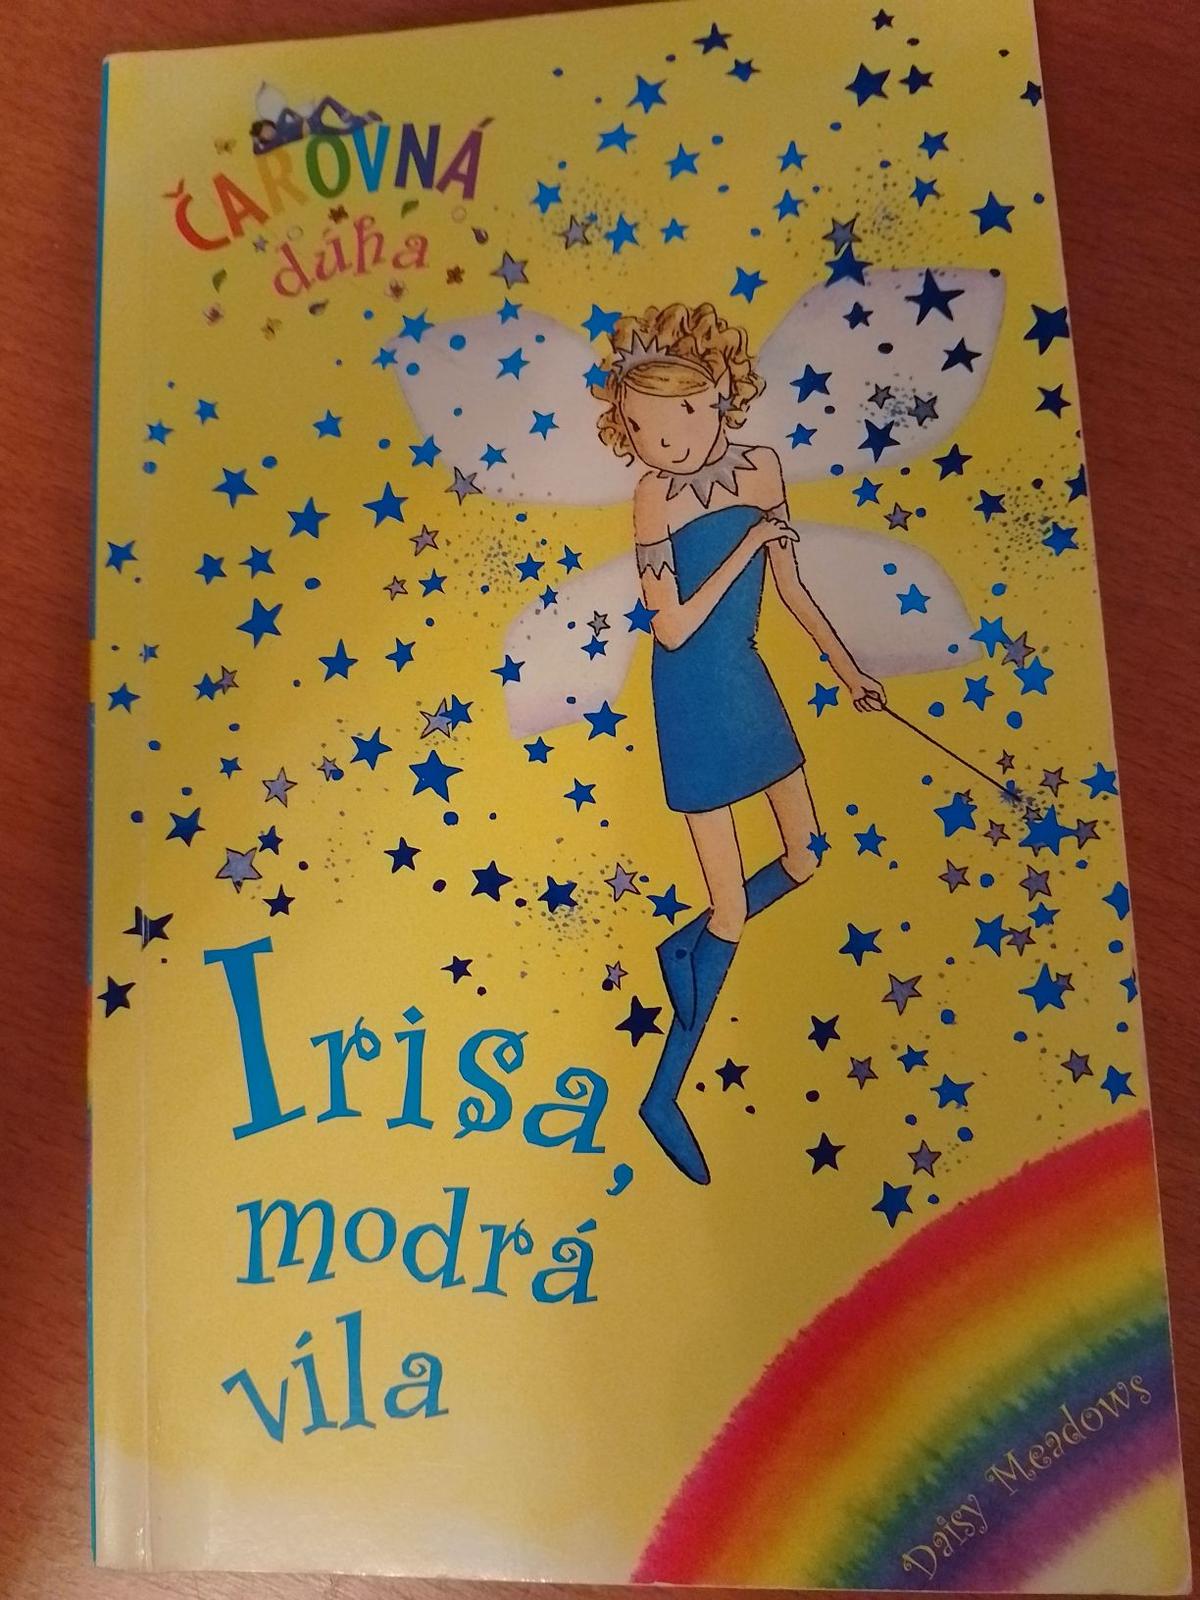 ČAROVNÁ
dúha
Irisa,
modrá
víla
Daisy Meadows